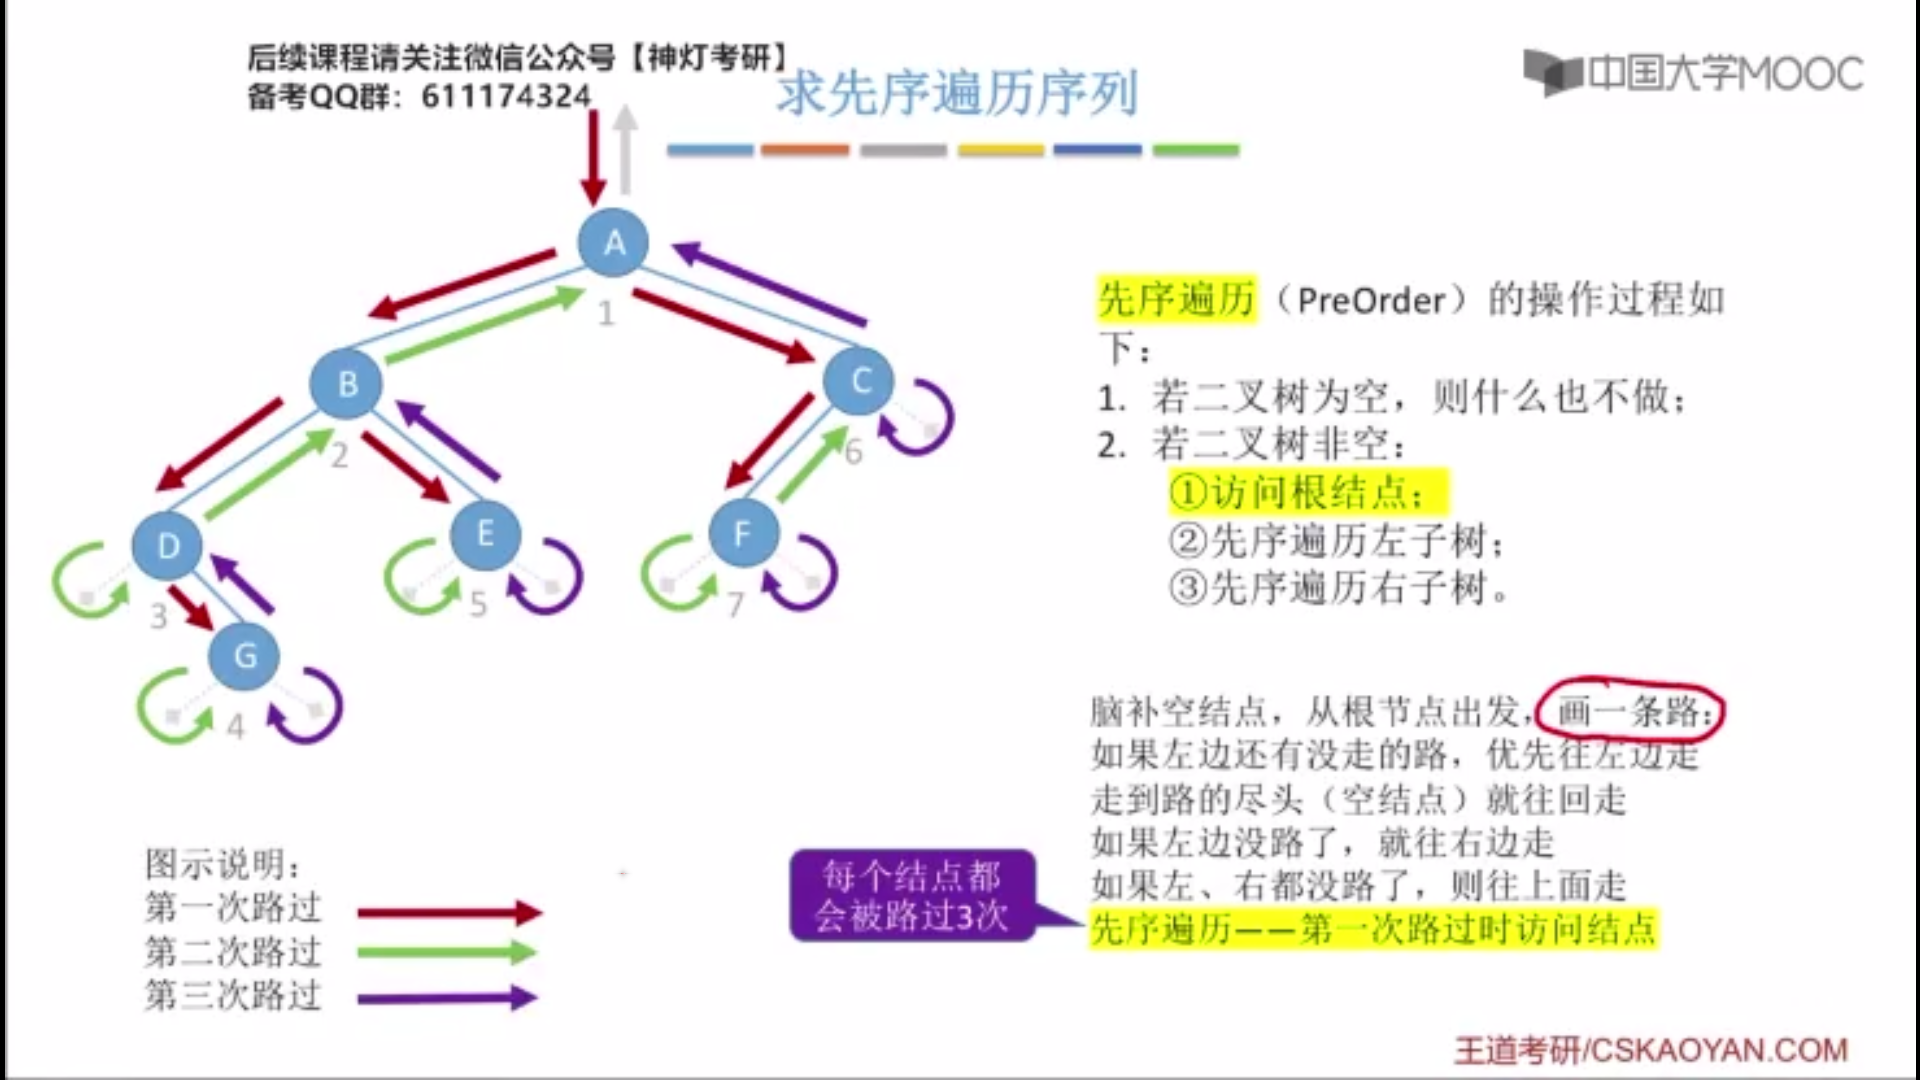 后续课程请关注微信公众号【神灯考研】
备考QQ群：611174324
求先序遍历序列
中国大学MOOC
A
1
B
C
2
6
D
E
F
3
5
7
G
4
先序遍历（PreOrder）的操作过程如
下：
1. 若二叉树为空，则什么也不做；
2. 若二叉树非空：
①访问根结点；
②先序遍历左子树；
③先序遍历右子树。
脑补空结点，从根节点出发，画一条路：
如果左边还有没走的路，优先往左边走
走到路的尽头（空结点）就往回走
如果左边没路了，就往右边走
如果左、右都没路了，则往上面走
先序遍历——第一次路过时访问结点
每个结点都
会被路过3次
图示说明：
第一次路过
第二次路过
第三次路过
王道考研/CSKAOYAN.COM